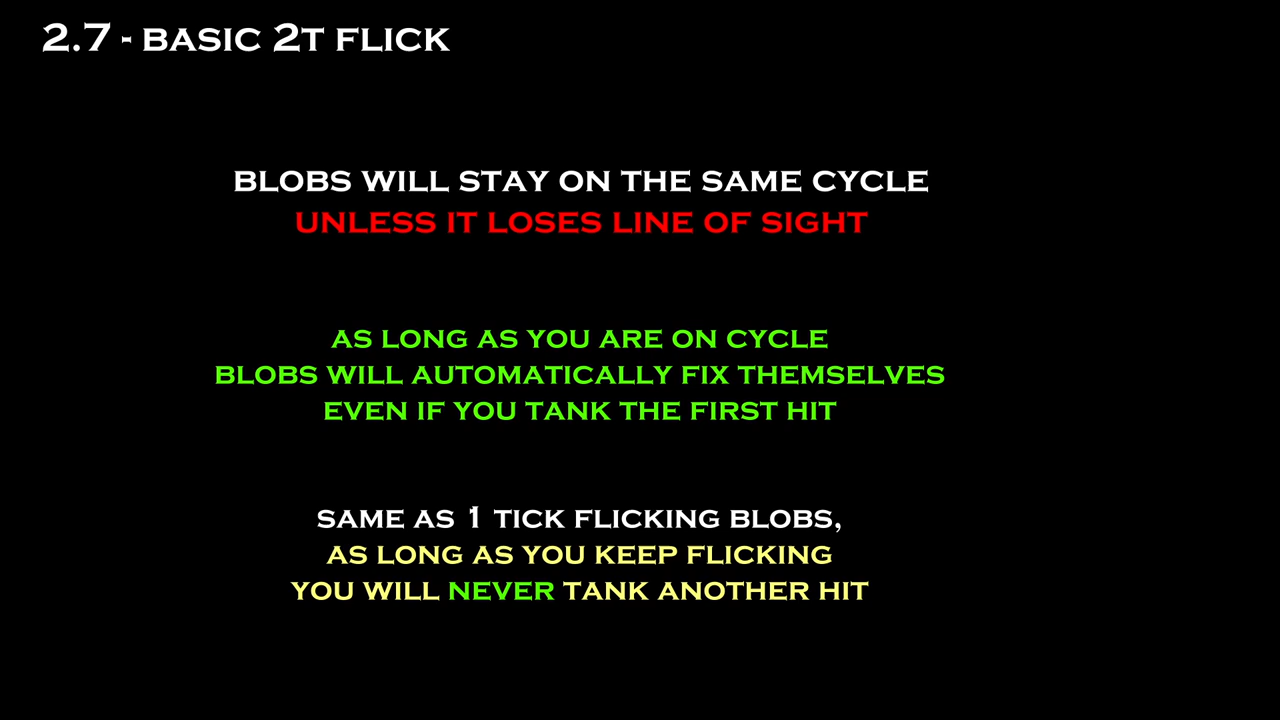 2.7 - BASIC 2T FLICK
BLOBS WILL STAY ON THE SAME CYCLE
UNLESS IT LOSES LINE OF SIGHT
AS LONG AS YOU ARE ON CYCLE
BLOBS WILL AUTOMATICALLY FIX THEMSELVES
EVEN IF YOU TANK THE FIRST HIT
SAME AS 1 TICK FLICKING BLOBS,
AS LONG AS YOU KEEP FLICKING
YOU WILL NEVER TANK ANOTHER HIT